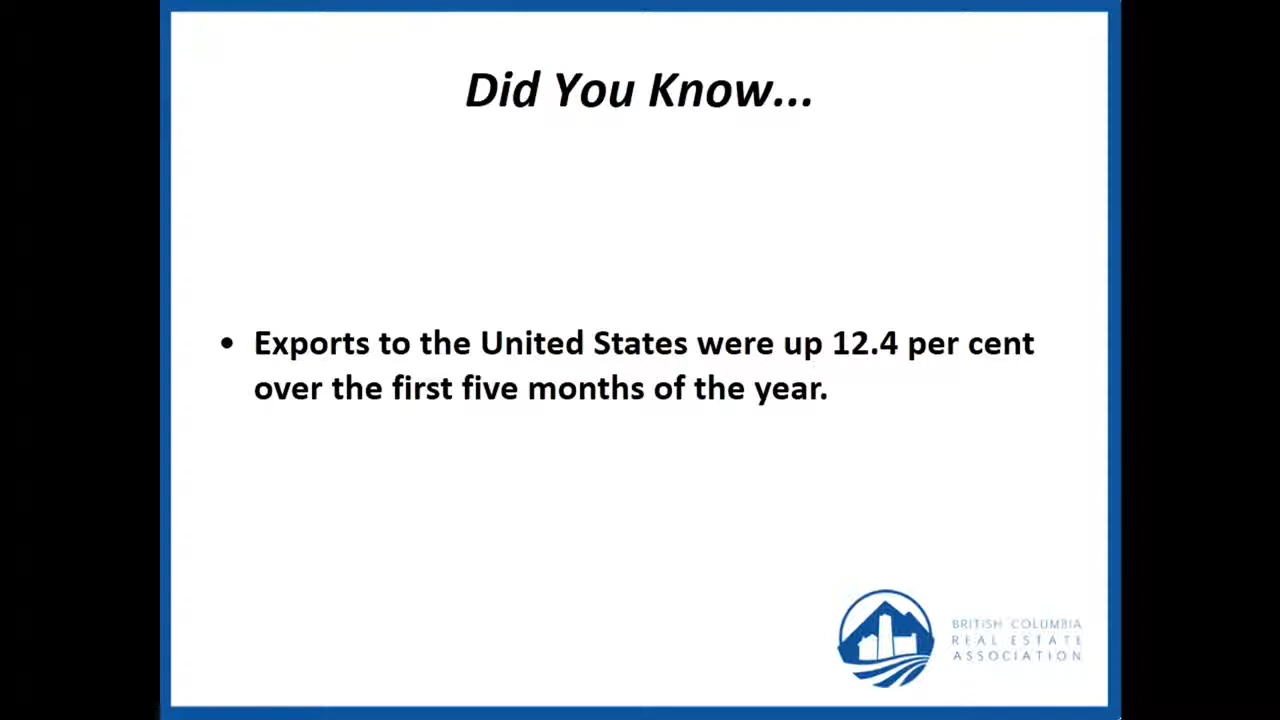 Did You Know...
• Exports to the United States were up 12.4 per cent
over the first five months of the year.
BRITISH COLUMBIA
REAL ESTATE
ASSOCIATION